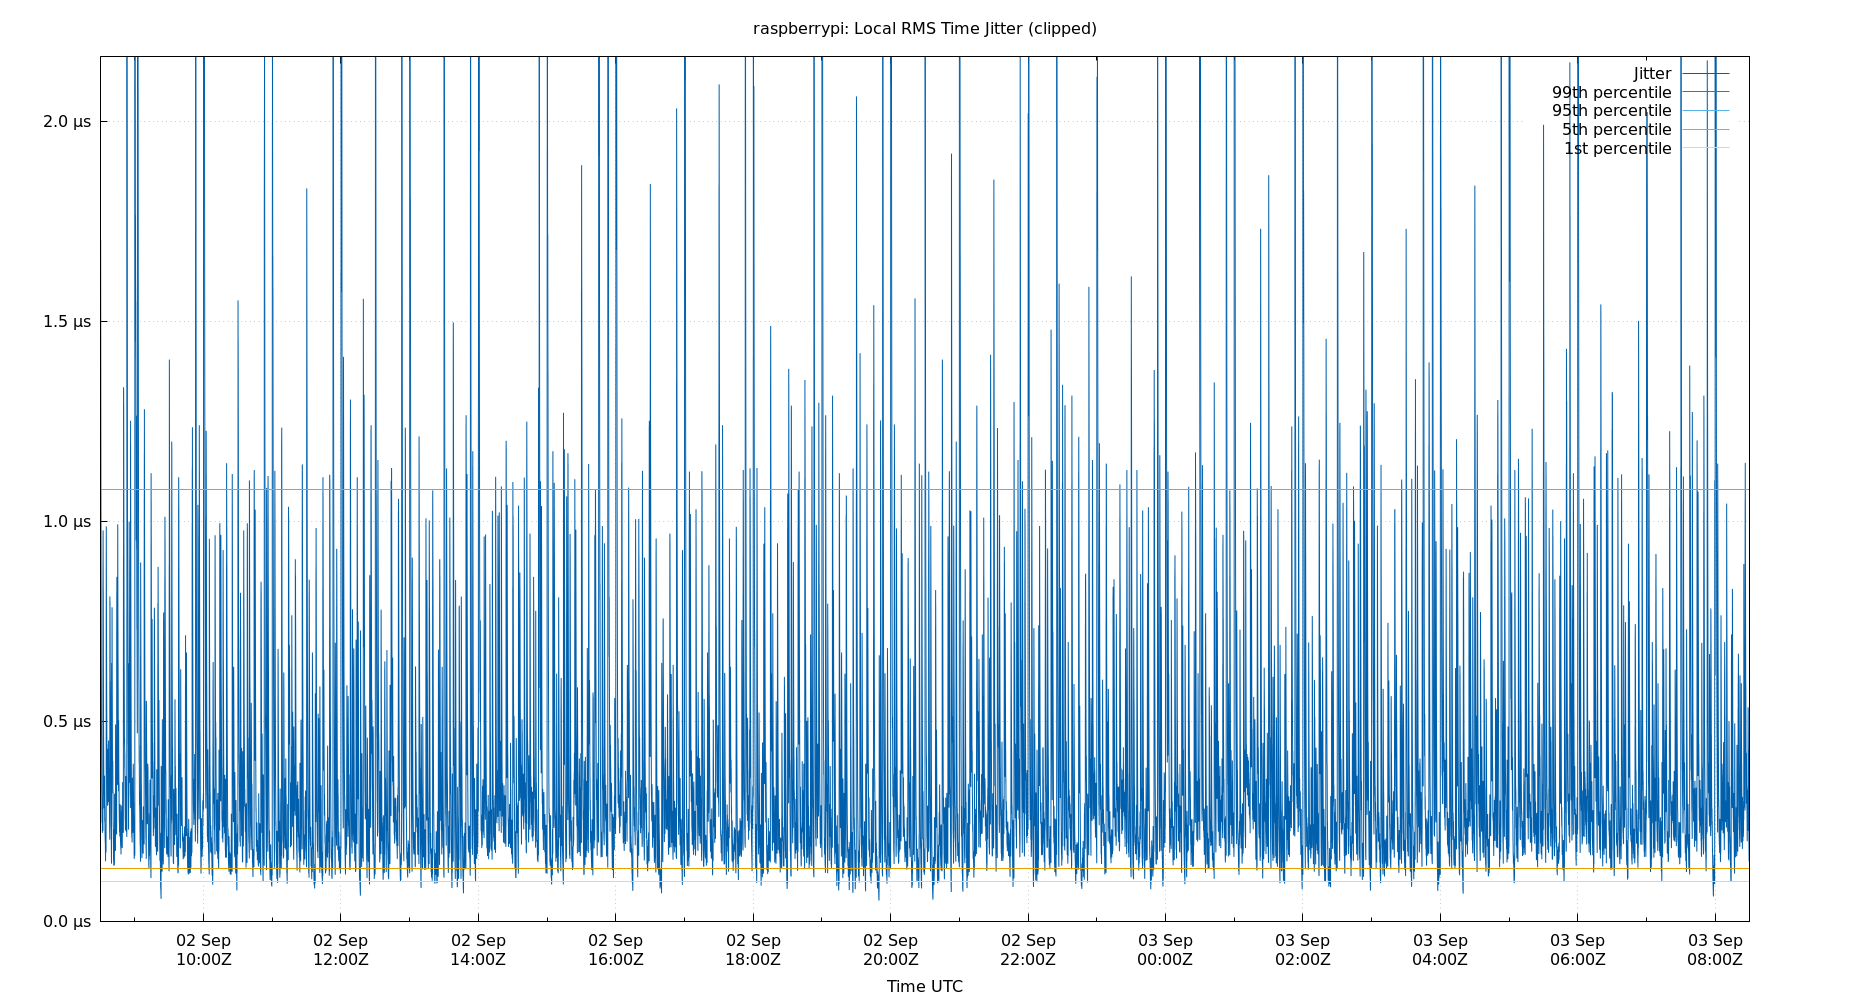 raspberrypi: Local RMS Time Jitter (clipped)
Jitter
99th percentile
95th percentile
5th percentile
1st percentile
2.0 μs
1.5 μs
1.0 μs
0.5 μs
0.0 μs
02 Sep 02 Sep 02 Sep 02 Sep 02 Sep 02 Sep 02 Sep 03 Sep 03 Sep 03 Sep 03 Sep 03 Sep
10:00Z 12:00Z 14:00Z 16:00Z 18:00Z 20:00Z 22:00Z 00:00Z 02:00Z 04:00Z 06:00Z 08:00Z
Time UTC